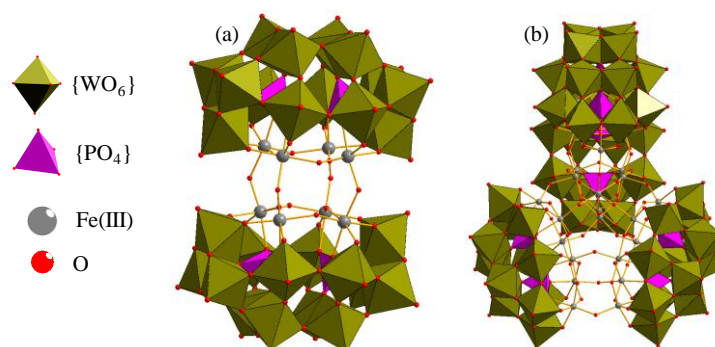 (a)
(b)
{WO₆}
{PO₄}
Fe(III)
O